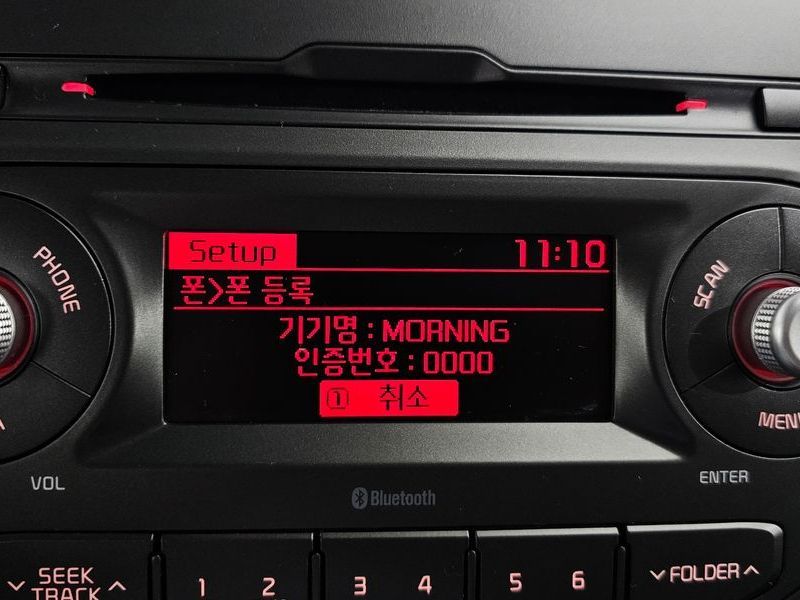 PHONE
SCAN
Setup 11:10
폰>폰 등록
기기명 : MORNING
인증번호 : 0000
① 취소
VOL
MENU
ENTER
Bluetooth
SEEK
TRACK
1 2 3 4 5 6
FOLDER